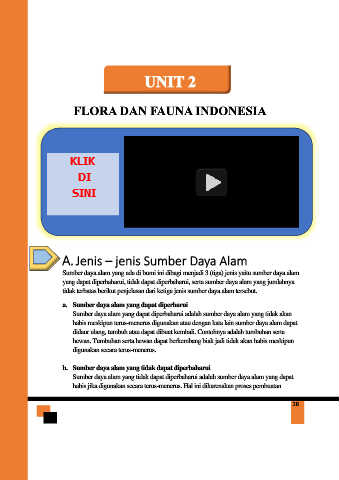 UNIT 2
FLORA DAN FAUNA INDONESIA
KLIK
DI
SINI
A. Jenis – jenis Sumber Daya Alam
Sumber daya alam yang ada di bumi ini dibagi menjadi 3 (tiga) jenis yaitu sumber daya alam
yang dapat diperbaharui, tidak dapat diperbaharui, serta sumber daya alam yang jumlahnya
tidak terbatas berikut penjelasan dari ketiga jenis sumber daya alam tersebut.
a. Sumber daya alam yang dapat diperbarui
Sumber daya alam yang dapat diperbaharui adalah sumber daya alam yang tidak akan
habis meskipun terus-menerus digunakan atau dengan kata lain sumber daya alam dapat
didaur ulang, tumbuh atau dapat dibuat kembali. Contohnya adalah tumbuhan serta
hewan. Tumbuhan serta hewan dapat berkembang biak jadi tidak akan habis meskipun
digunakan secara terus-menerus.
b. Sumber daya alam yang tidak dapat diperbaharui
Sumber daya alam yang tidak dapat diperbaharui adalah sumber daya alam yang dapat
habis jika digunakan secara terus-menerus. Hal ini dikarenakan proses pembuatan